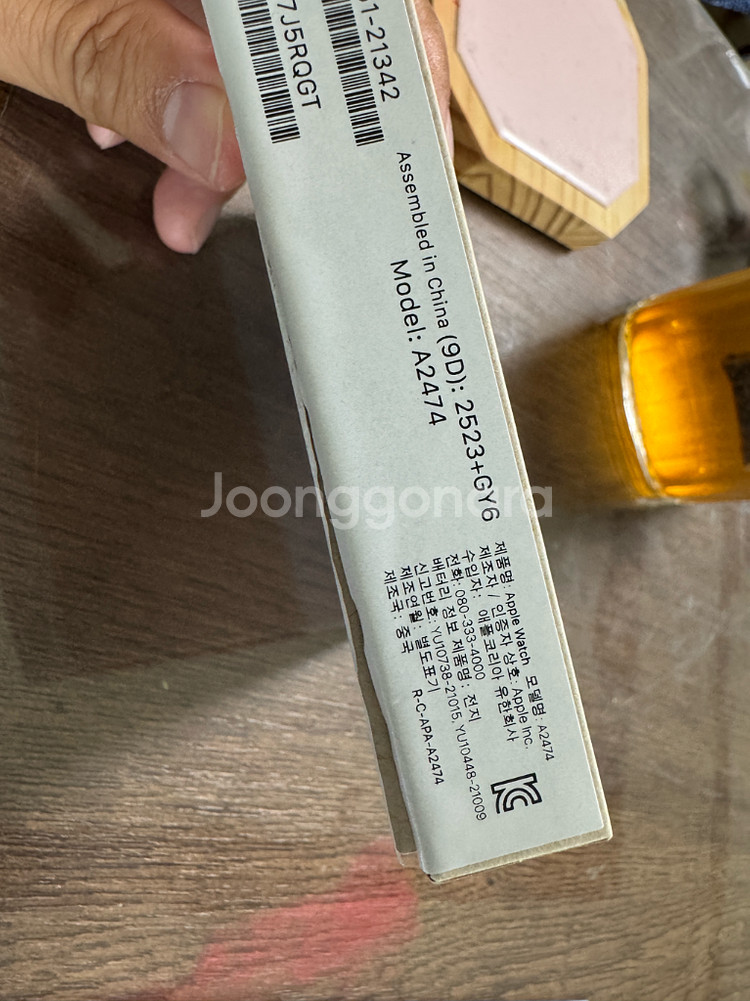 7J5RQGT
61-21342
Assembled in China (9D): 2523+GY6
Model: A2474
제품명: Apple Watch 모델명: A2474
제조자 / 인증자 상호: Apple Inc.
수입자: 애플코리아 유한회사
전화: 080-333-4000
배터리 정보 제품명: 전지
신고번호: YU10738-21015, YU10448-21009
제조연월: 별도표기
제조국: 중국
R-C-APA-A2474
Joonggonara